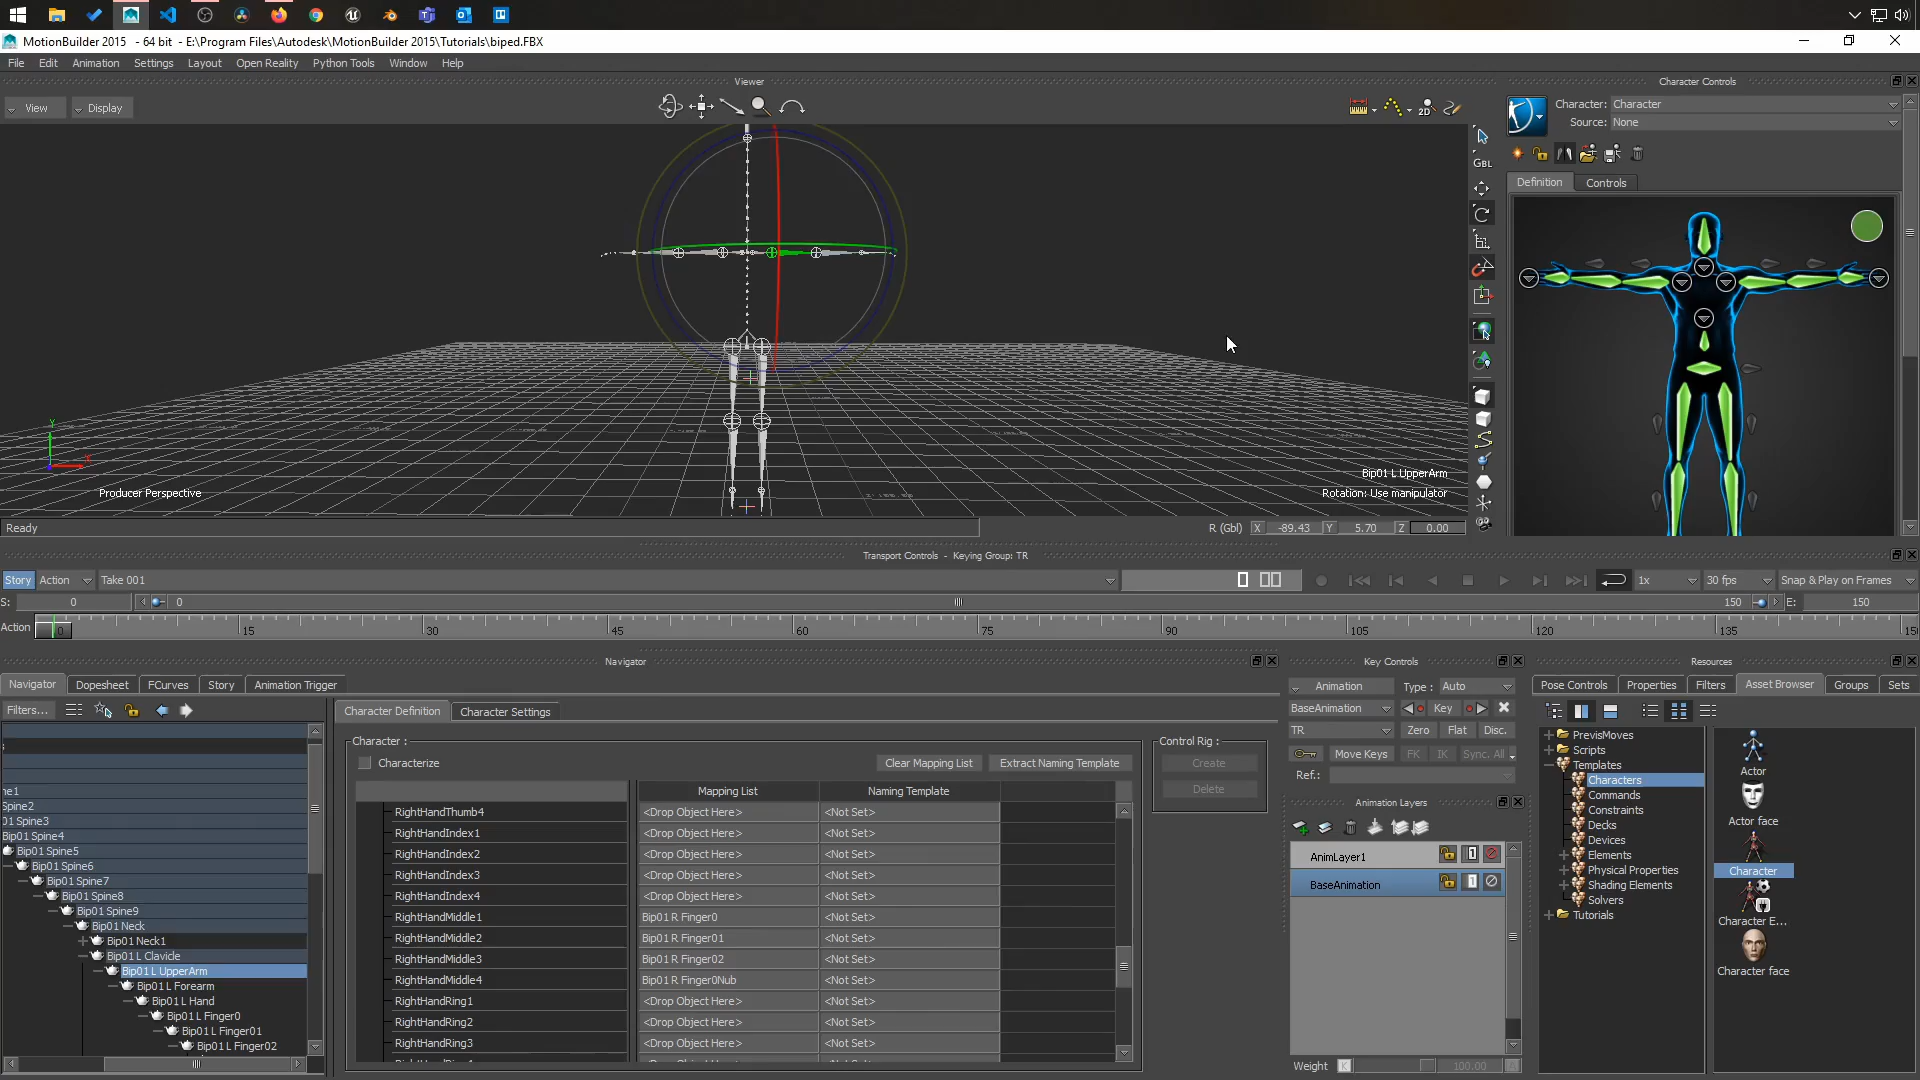 MotionBuilder 2015   - 64 bit  - E:\Program Files\Autodesk\MotionBuilder 2015\Tutorials\biped.FBX
File Edit Animation Settings Layout Open Reality Python Tools Window Help
Viewer
Character Controls
View Display
2D
Character: Character
Source: None
GBL
Definition Controls
Bip01 L UpperArm
Producer Perspective
Rotation: Use manipulator
Y
X
Ready
R (Gbl) X -89.43 Y 5.70 Z 0.00
Transport Controls  -  Keying Group: TR
Story Action Take 001
1x 30 fps Snap & Play on Frames
S: 0 0 150 E: 150
Action 0 15 30 45 60 75 90 105 120 135 15
Navigator
Key Controls
Resources
Navigator Dopesheet FCurves Story Animation Trigger
Animation Type : Auto
Pose Controls Properties Filters Asset Browser Groups Sets
Filters...
Character Definition Character Settings
BaseAnimation Key
TR Zero Flat Disc.
Move Keys FK IK Sync. All
Ref.:
Character :
Characterize Clear Mapping List Extract Naming Template
Control Rig :
Create
Delete
Mapping List Naming Template
RightHandThumb4 <Drop Object Here> <Not Set>
RightHandIndex1 <Drop Object Here> <Not Set>
RightHandIndex2 <Drop Object Here> <Not Set>
RightHandIndex3 <Drop Object Here> <Not Set>
RightHandIndex4 <Drop Object Here> <Not Set>
RightHandMiddle1 Bip01 R Finger0 <Not Set>
RightHandMiddle2 Bip01 R Finger01 <Not Set>
RightHandMiddle3 Bip01 R Finger02 <Not Set>
RightHandMiddle4 Bip01 R Finger0Nub <Not Set>
RightHandRing1 <Drop Object Here> <Not Set>
RightHandRing2 <Drop Object Here> <Not Set>
RightHandRing3 <Drop Object Here> <Not Set>
ne1
Spine2
01 Spine3
Bip01 Spine4
Bip01 Spine5
Bip01 Spine6
Bip01 Spine7
Bip01 Spine8
Bip01 Spine9
Bip01 Neck
Bip01 Neck1
Bip01 L Clavicle
Bip01 L UpperArm
Bip01 L Forearm
Bip01 L Hand
Bip01 L Finger0
Bip01 L Finger01
Bip01 L Finger02
Animation Layers
AnimLayer1 1
BaseAnimation 1
Weight K 100.00 A
PrevisMoves
Scripts
Templates
Characters
Commands
Constraints
Decks
Devices
Elements
Physical Properties
Shading Elements
Solvers
Tutorials
Actor
Actor face
Character
Character E...
Character face